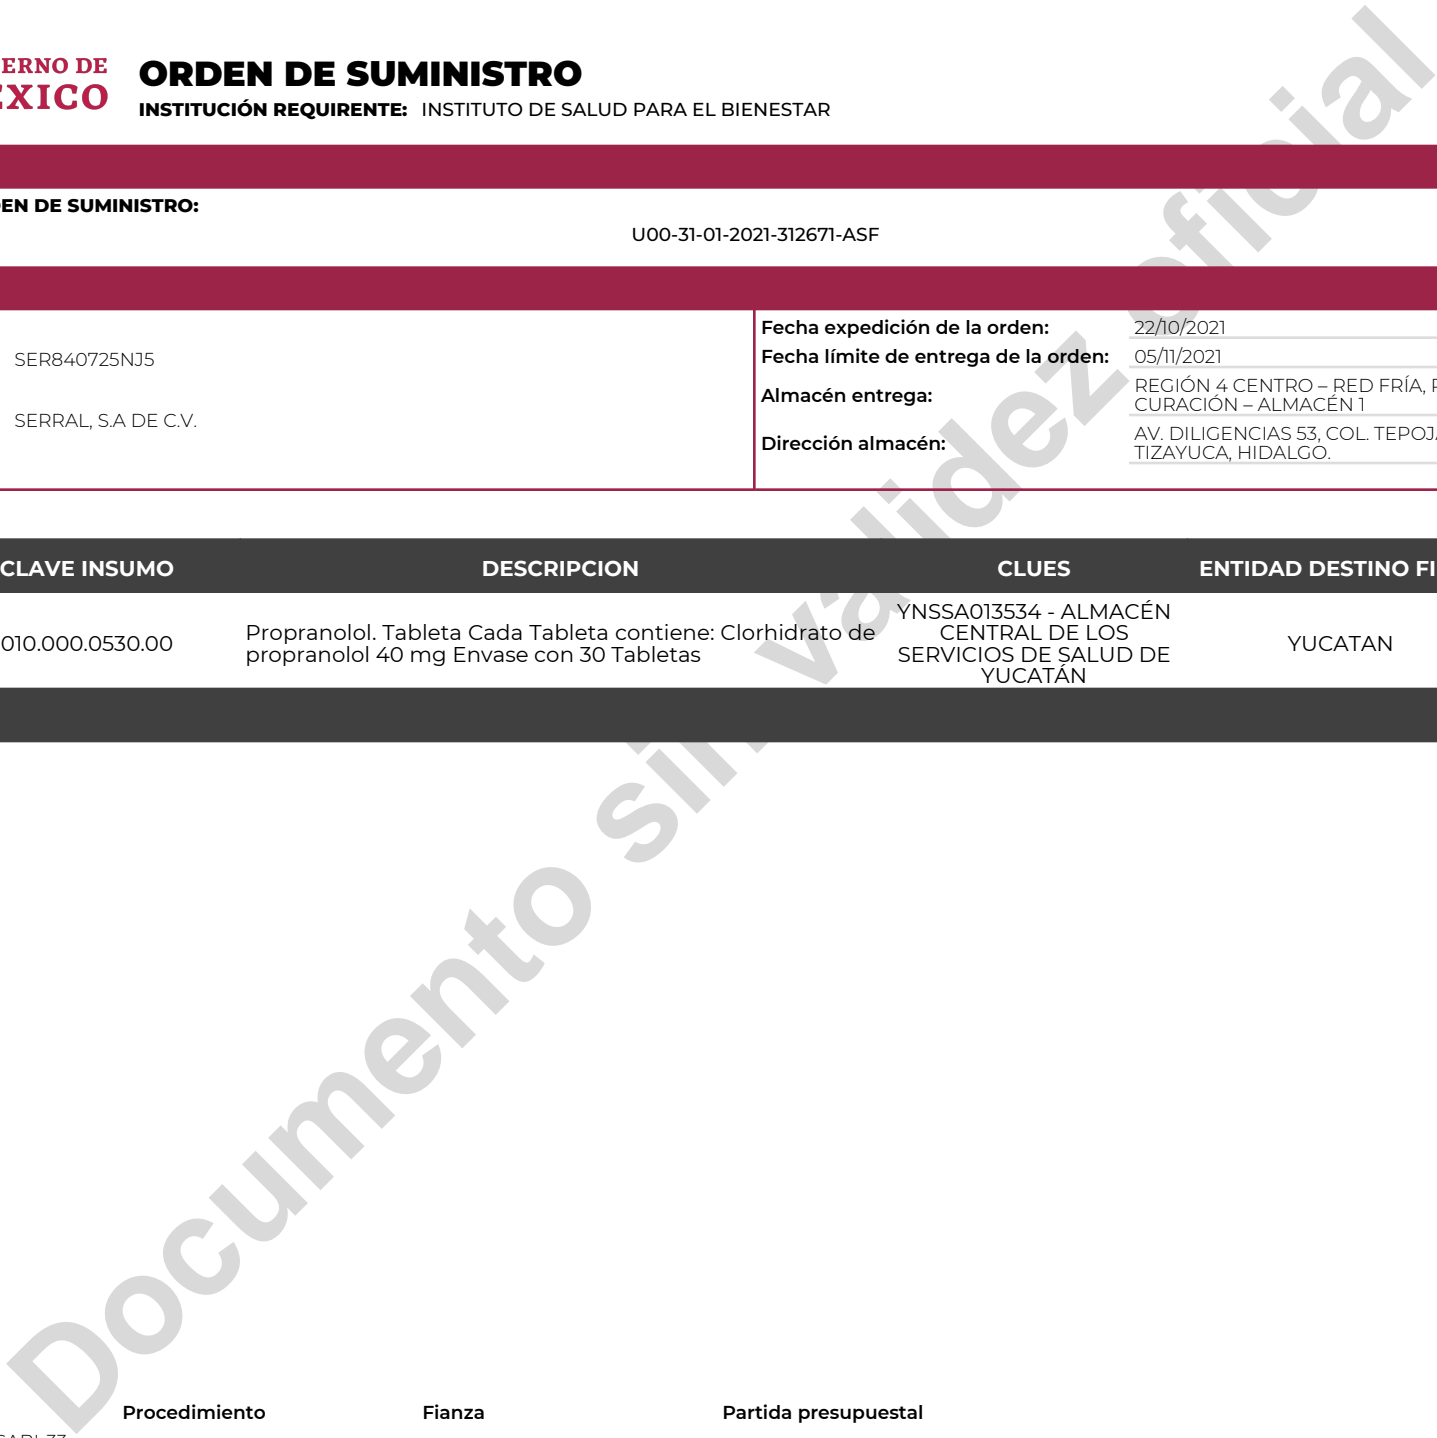 ERNO DE
ORDEN DE SUMINISTRO
EXICO
INSTITUCIÓN REQUIRENTE: INSTITUTO DE SALUD PARA EL BIENESTAR
EN DE SUMINISTRO:
U00-31-01-2021-312671-ASF
SER840725NJ5
SERRAL, S.A DE C.V.
Fecha expedición de la orden: 22/10/2021
Fecha límite de entrega de la orden: 05/11/2021
Almacén entrega: REGIÓN 4 CENTRO – RED FRÍA,
CURACIÓN – ALMACÉN 1
Dirección almacén: AV. DILIGENCIAS 53, COL. TEPOJA
TIZAYUCA, HIDALGO.
CLAVE INSUMO DESCRIPCION CLUES ENTIDAD DESTINO FI
010.000.0530.00
Propranolol. Tableta Cada Tableta contiene: Clorhidrato de
propranolol 40 mg Envase con 30 Tabletas
YNSSA013534 - ALMACÉN
CENTRAL DE LOS
SERVICIOS DE SALUD DE
YUCATÁN
YUCATAN
Documento sin validez oficial
Procedimiento Fianza Partida presupuestal